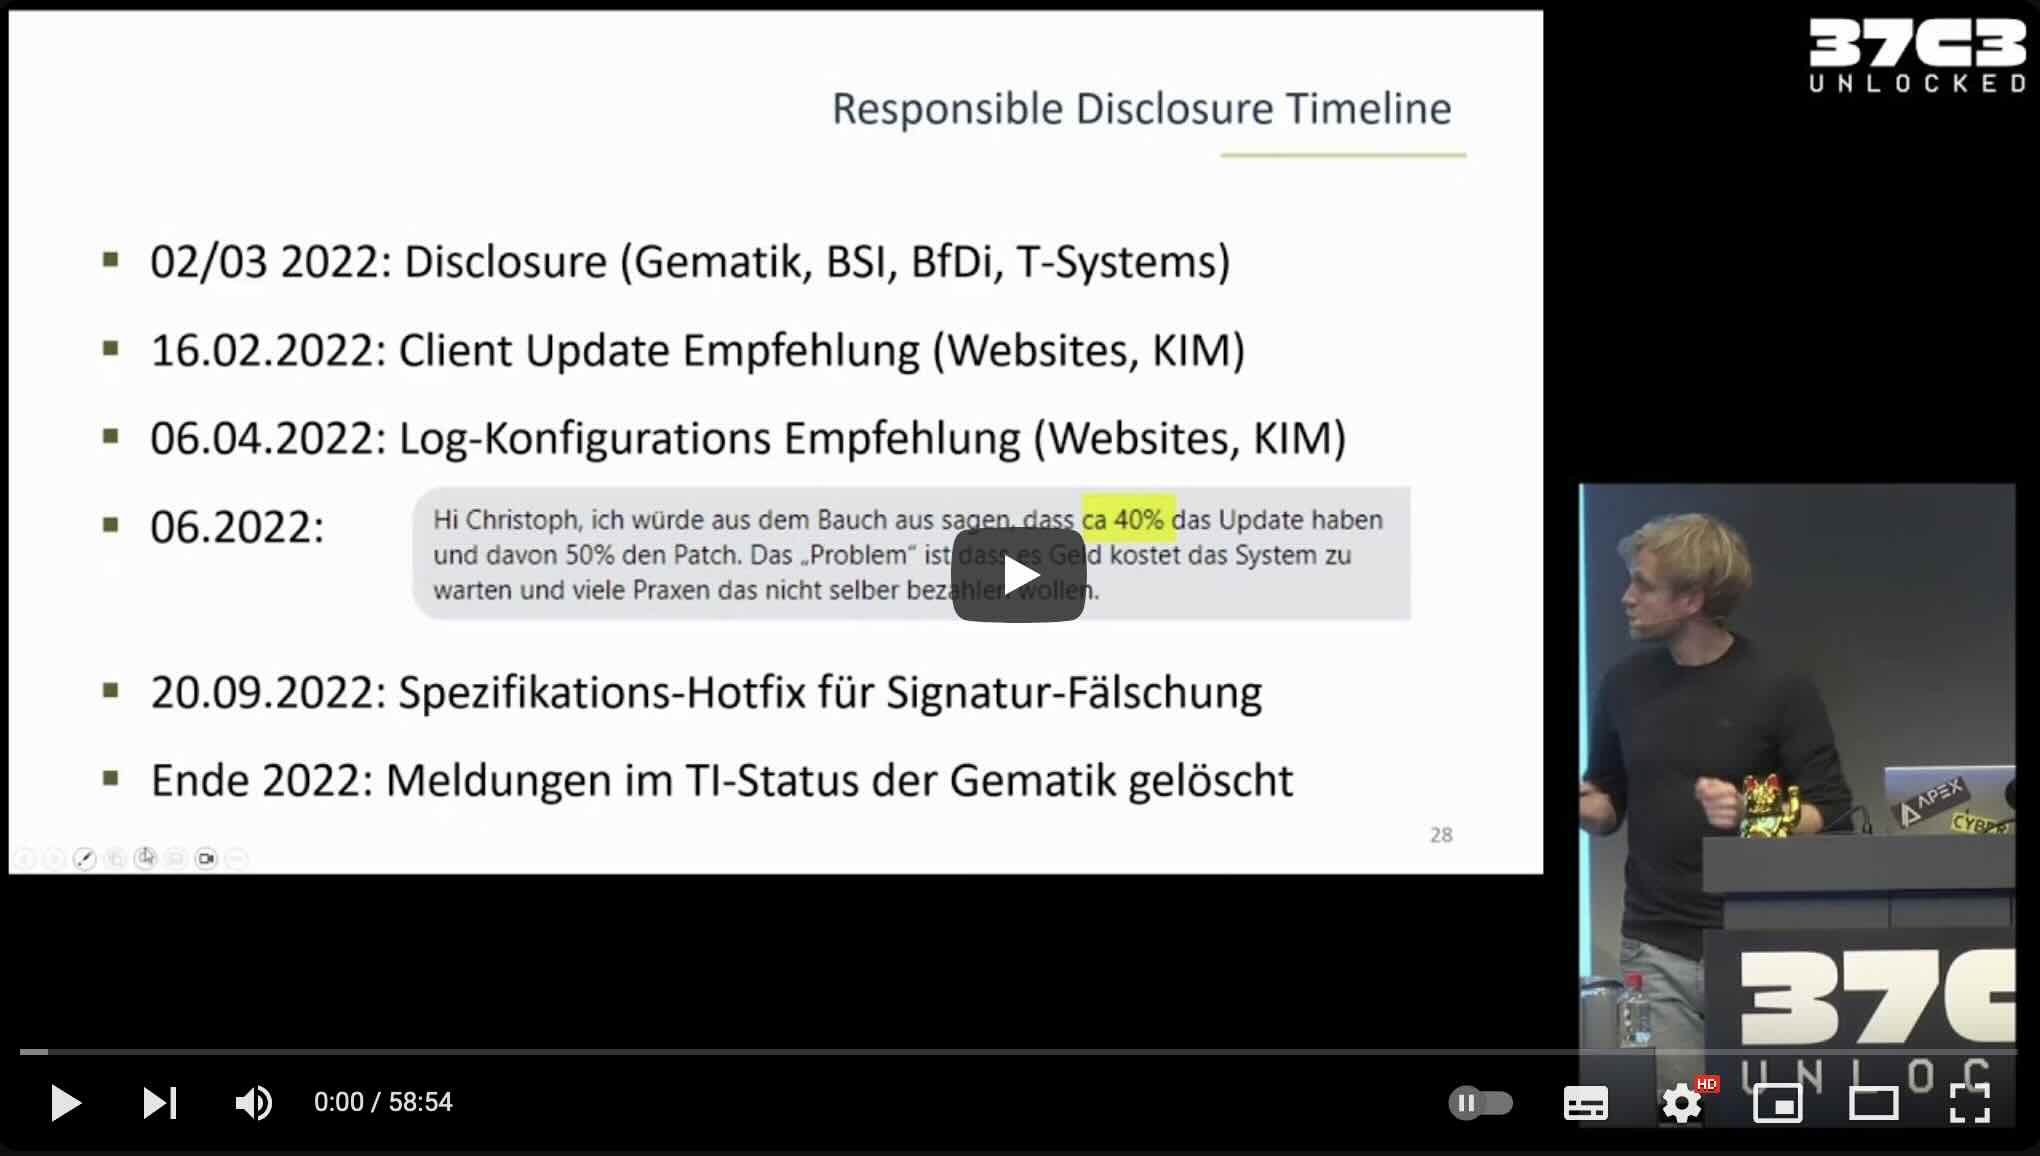 37C3
UNLOCKED
Responsible Disclosure Timeline
02/03 2022: Disclosure (Gematik, BSI, BfDi, T-Systems)
16.02.2022: Client Update Empfehlung (Websites, KIM)
06.04.2022: Log-Konfigurations Empfehlung (Websites, KIM)
06.2022:
Hi Christoph, ich würde aus dem Bauch aus sagen, dass ca 40% das Update haben
und davon 50% den Patch. Das „Problem“ ist dass es Geld kostet das System zu
warten und viele Praxen das nicht selber bezahlen wollen.
20.09.2022: Spezifikations-Hotfix für Signatur-Fälschung
Ende 2022: Meldungen im TI-Status der Gematik gelöscht
28
APEX
CYBER
37C
UNLOC
0:00 / 58:54
HD